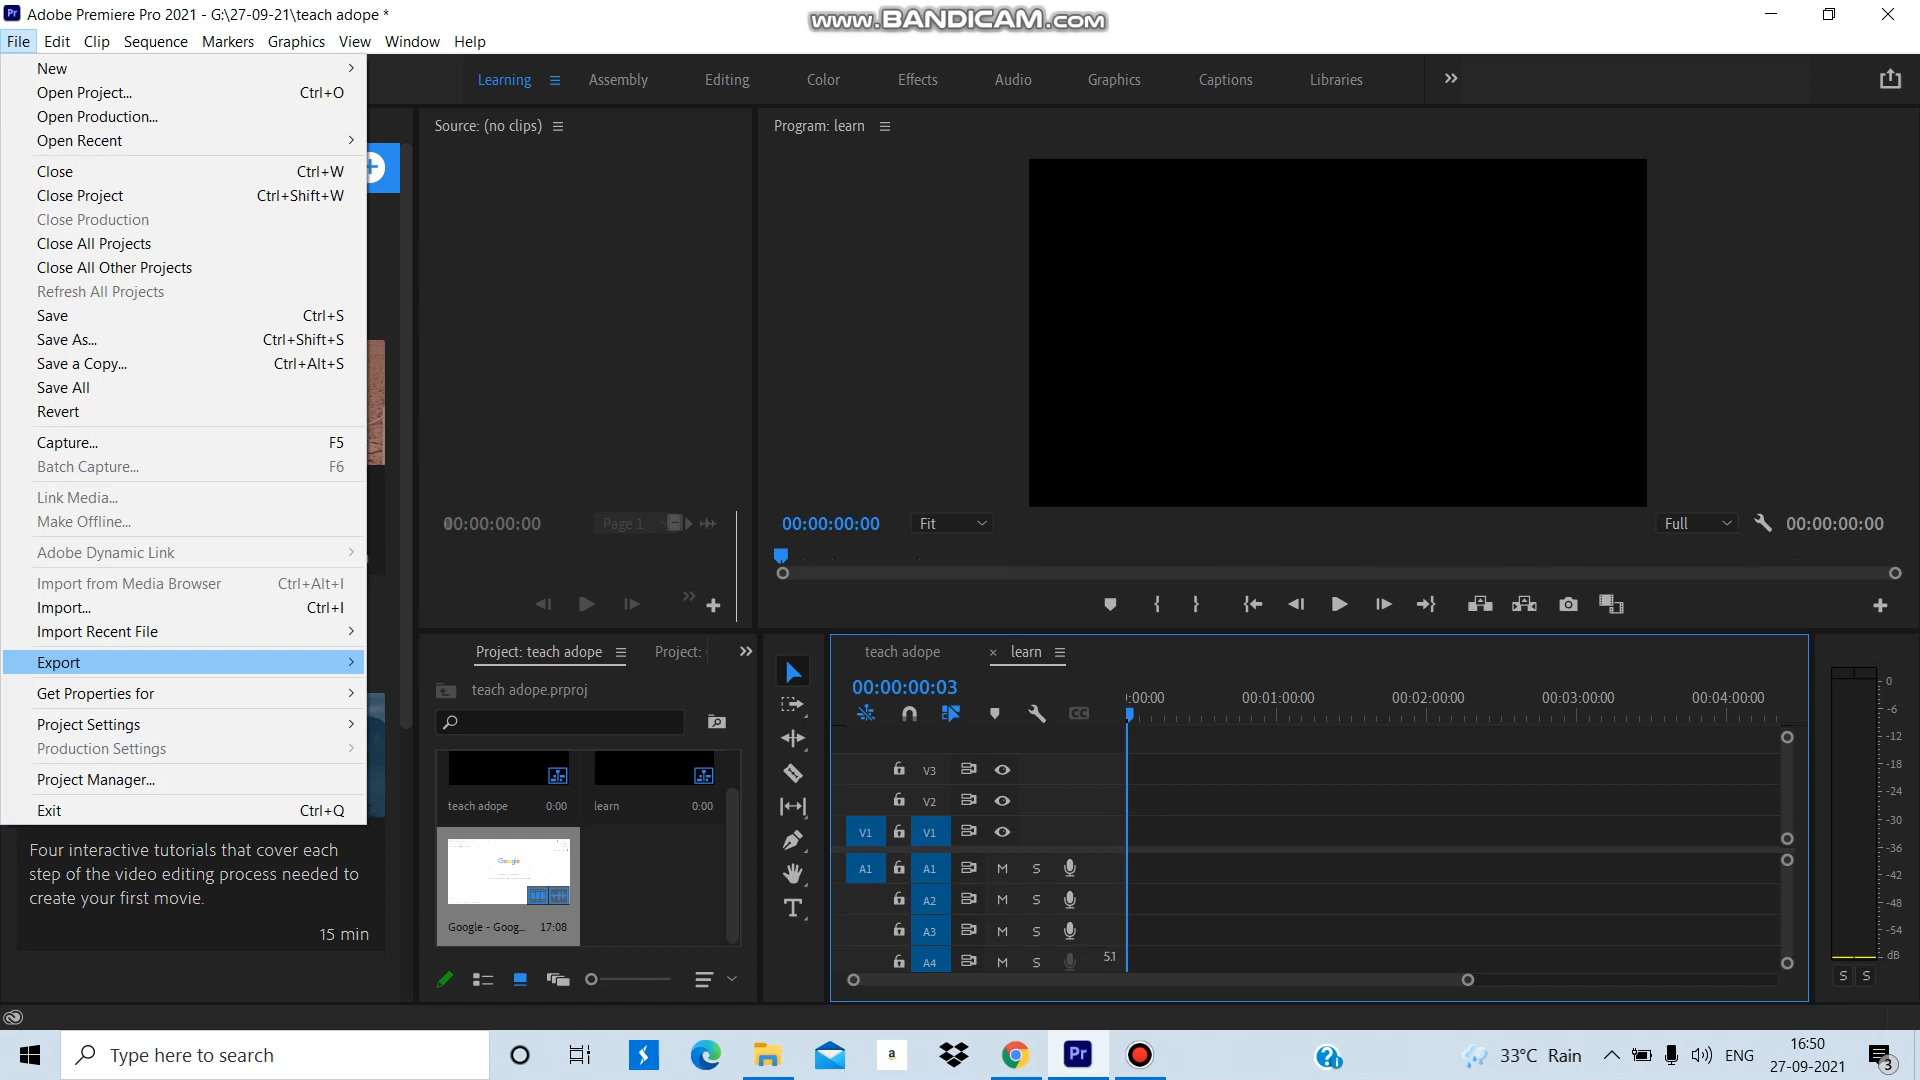 Adobe Premiere Pro 2021 - G:\27-09-21\teach adope *
www.BANDICAM.com
File Edit Clip Sequence Markers Graphics View Window Help
New
Open Project... Ctrl+O
Open Production...
Open Recent
Close Ctrl+W
Close Project Ctrl+Shift+W
Close Production
Close All Projects
Close All Other Projects
Refresh All Projects
Save Ctrl+S
Save As... Ctrl+Shift+S
Save a Copy... Ctrl+Alt+S
Save All
Revert
Capture... F5
Batch Capture... F6
Link Media...
Make Offline...
Adobe Dynamic Link
Import from Media Browser Ctrl+Alt+I
Import... Ctrl+I
Import Recent File
Export
Get Properties for
Project Settings
Production Settings
Project Manager...
Exit Ctrl+Q
Four interactive tutorials that cover each
step of the video editing process needed to
create your first movie.
15 min
Learning Assembly Editing Color Effects Audio Graphics Captions Libraries
Source: (no clips)
00:00:00:00 Page 1
Program: learn
00:00:00:00 Fit Full 00:00:00:00
Project: teach adope Project:
teach adope.prproj
teach adope 0:00 learn 0:00
Google
Google - Goog... 17:08
teach adope learn
00:00:00:03
:00:00 00:01:00:00 00:02:00:00 00:03:00:00 00:04:00:00
V3
V2
V1 V1
A1 A1 M S
A2 M S
A3 M S
A4 M S 5.1
0
-6
-12
-18
-24
-30
-36
-42
-48
-54
dB
S S
Type here to search
33°C Rain ENG
16:50
27-09-2021
3